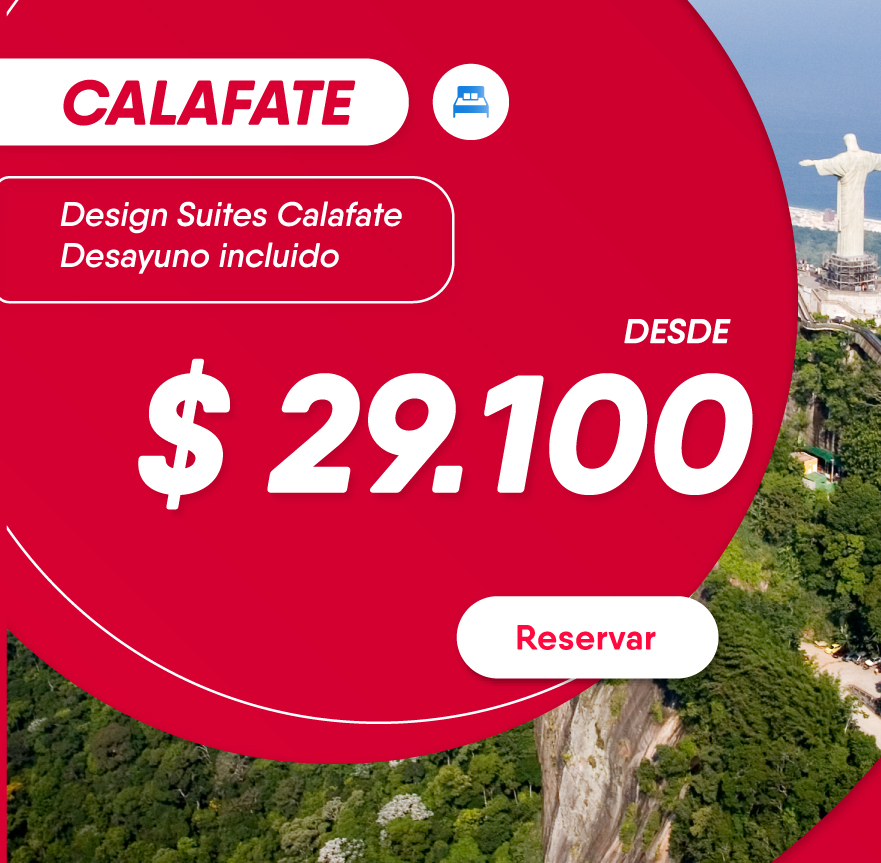 CALAFATE
Design Suites Calafate
Desayuno incluido
DESDE
$ 29.100
Reservar